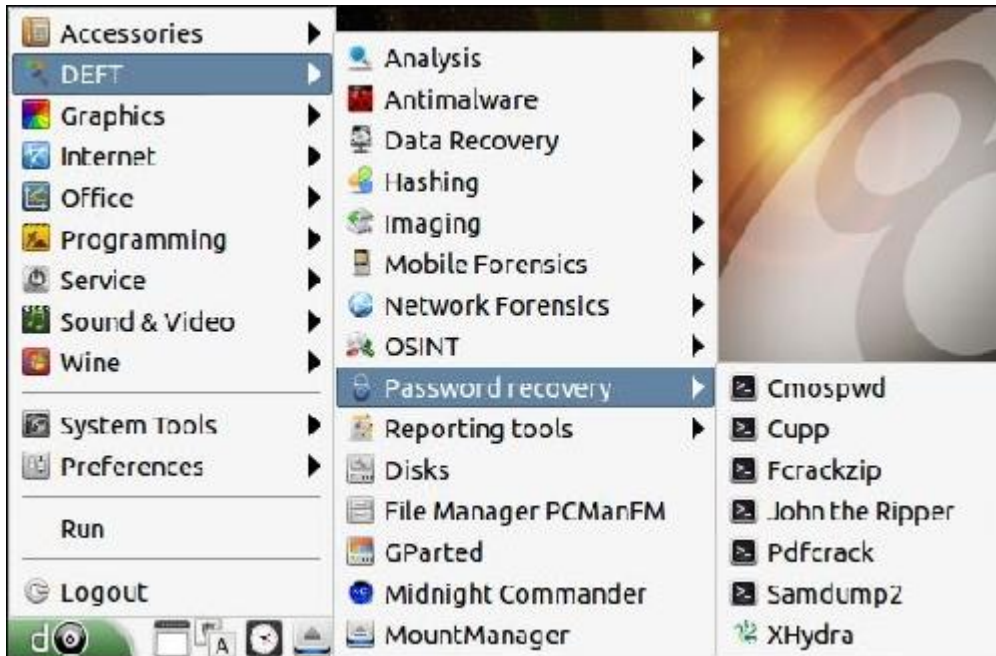 Accessories
DEFT
Graphics
Internet
Office
Programming
Service
Sound & Video
Wine
System Tools
Preferences
Run
Logout
Analysis
Antimalware
Data Recovery
Hashing
Imaging
Mobile Forensics
Network Forensics
OSINT
Password recovery
Reporting tools
Disks
File Manager PCManFM
GParted
Midnight Commander
MountManager
Cmospwd
Cupp
Fcrackzip
John the Ripper
Pdfcrack
Samdump2
XHydra